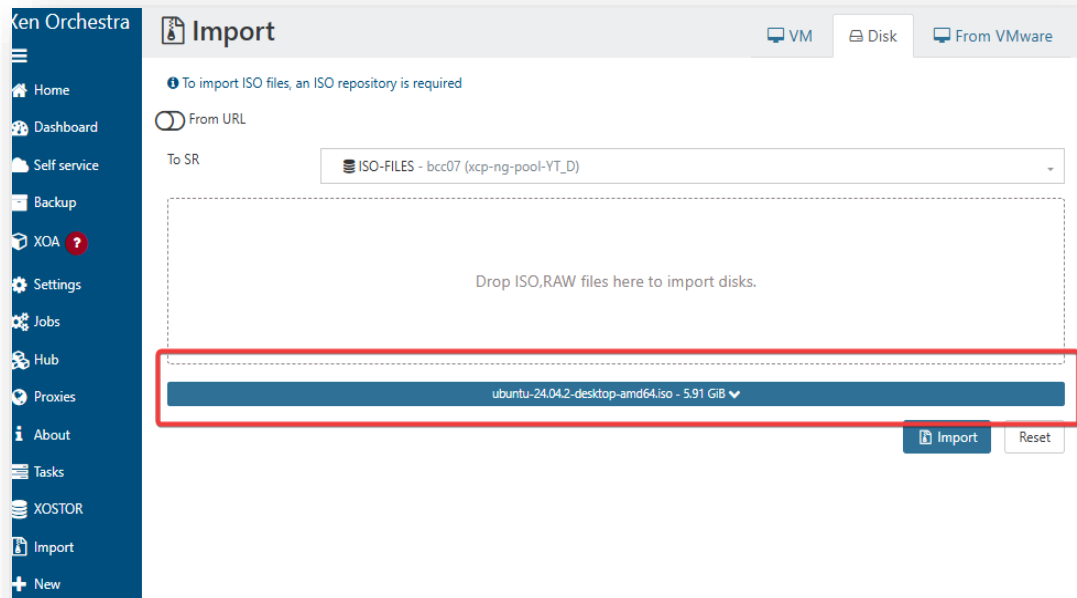 Xen Orchestra
Home
Dashboard
Self service
Backup
XOA ?
Settings
Jobs
Hub
Proxies
About
Tasks
XOSTOR
Import
New
Import
VM
Disk
From VMware
To import ISO files, an ISO repository is required
From URL
To SR
ISO-FILES - bcc07 (xcp-ng-pool-YT_D)
Drop ISO,RAW files here to import disks.
ubuntu-24.04.2-desktop-amd64.iso - 5.91 GiB
Import
Reset